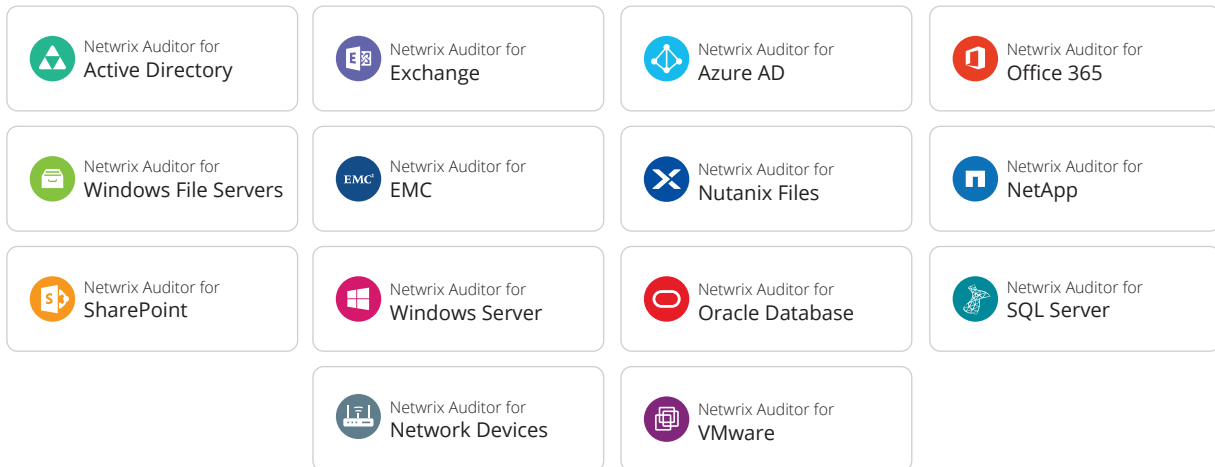 Netwrix Auditor for
Active Directory
Netwrix Auditor for
Exchange
Netwrix Auditor for
Azure AD
Netwrix Auditor for
Office 365
Netwrix Auditor for
Windows File Servers
EMC²
Netwrix Auditor for
EMC
Netwrix Auditor for
Nutanix Files
Netwrix Auditor for
NetApp
Netwrix Auditor for
SharePoint
Netwrix Auditor for
Windows Server
Netwrix Auditor for
Oracle Database
Netwrix Auditor for
SQL Server
Netwrix Auditor for
Network Devices
Netwrix Auditor for
VMware